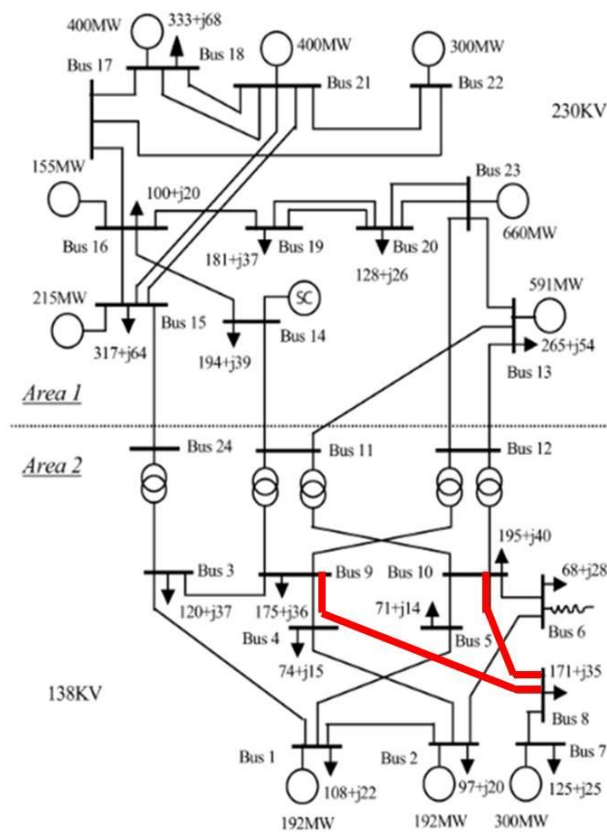 333+j68
400MW
Bus 18
400MW
300MW
Bus 17
Bus 21
Bus 22
230KV
155MW
100+j20
Bus 23
Bus 16
Bus 19
Bus 20
660MW
181+j37
128+j26
215MW
591MW
SC
Bus 15
Bus 14
317+j64
194+j39
265+j54
Bus 13
Area 1
Bus 24
Bus 11
Bus 12
Area 2
195+j40
Bus 3
Bus 9
Bus 10
68+j28
120+j37
175+j36
71+j14
Bus 6
Bus 4
Bus 5
74+j15
171+j35
138KV
Bus 8
Bus 1
Bus 2
Bus 7
108+j22
97+j20
125+j25
192MW
192MW
300MW